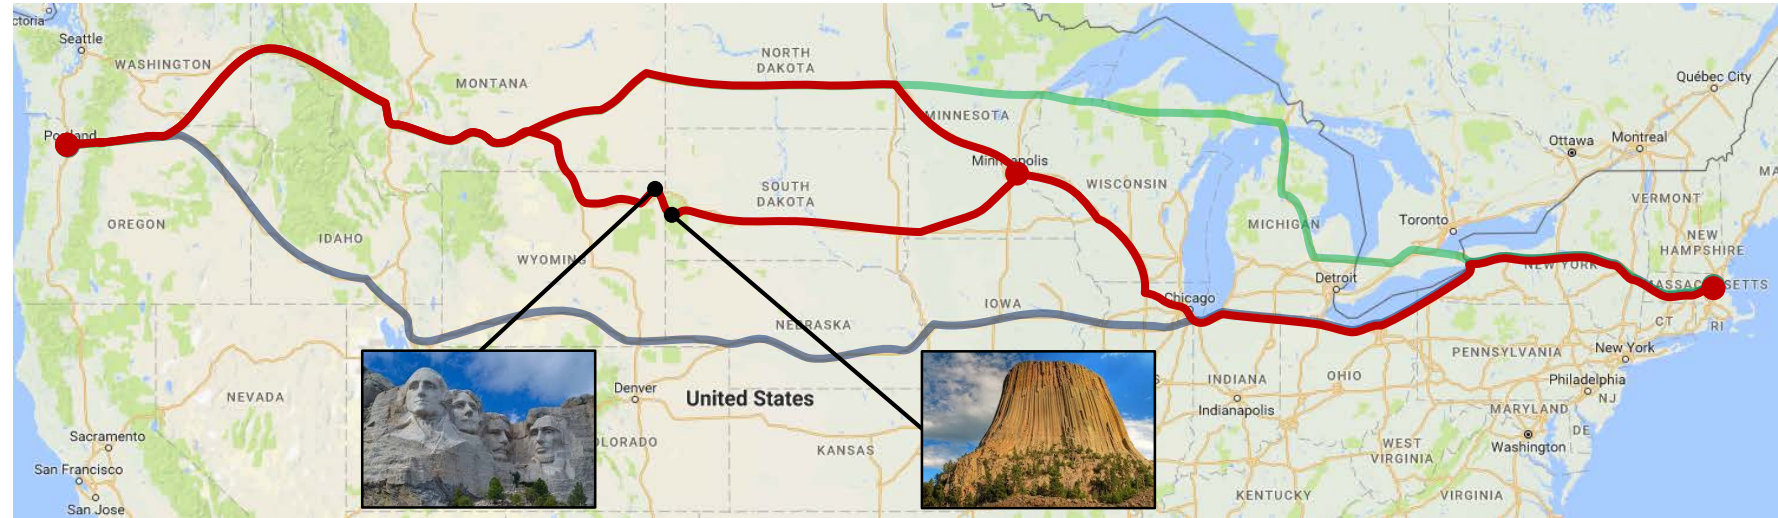 ctoria
Seattle
WASHINGTON
MONTANA
NORTH
DAKOTA
MINNESOTA
Québec City
Ottawa
Montreal
MA
Portland
Minneapolis
WISCONSIN
SOUTH
DAKOTA
VERMONT
OREGON
IDAHO
WYOMING
MICHIGAN
Toronto
NEW
HAMPSHIRE
NEW YORK
Detroit
MASSACHUSETTS
Chicago
IOWA
NEBRASKA
CT
RI
PENNSYLVANIA
New York
NEVADA
Denver
United States
INDIANA
OHIO
Philadelphia
NJ
Indianapolis
MARYLAND
DE
Sacramento
OLORADO
KANSAS
WEST
VIRGINIA
Washington
San Francisco
San Jose
KENTUCKY
VIRGINIA